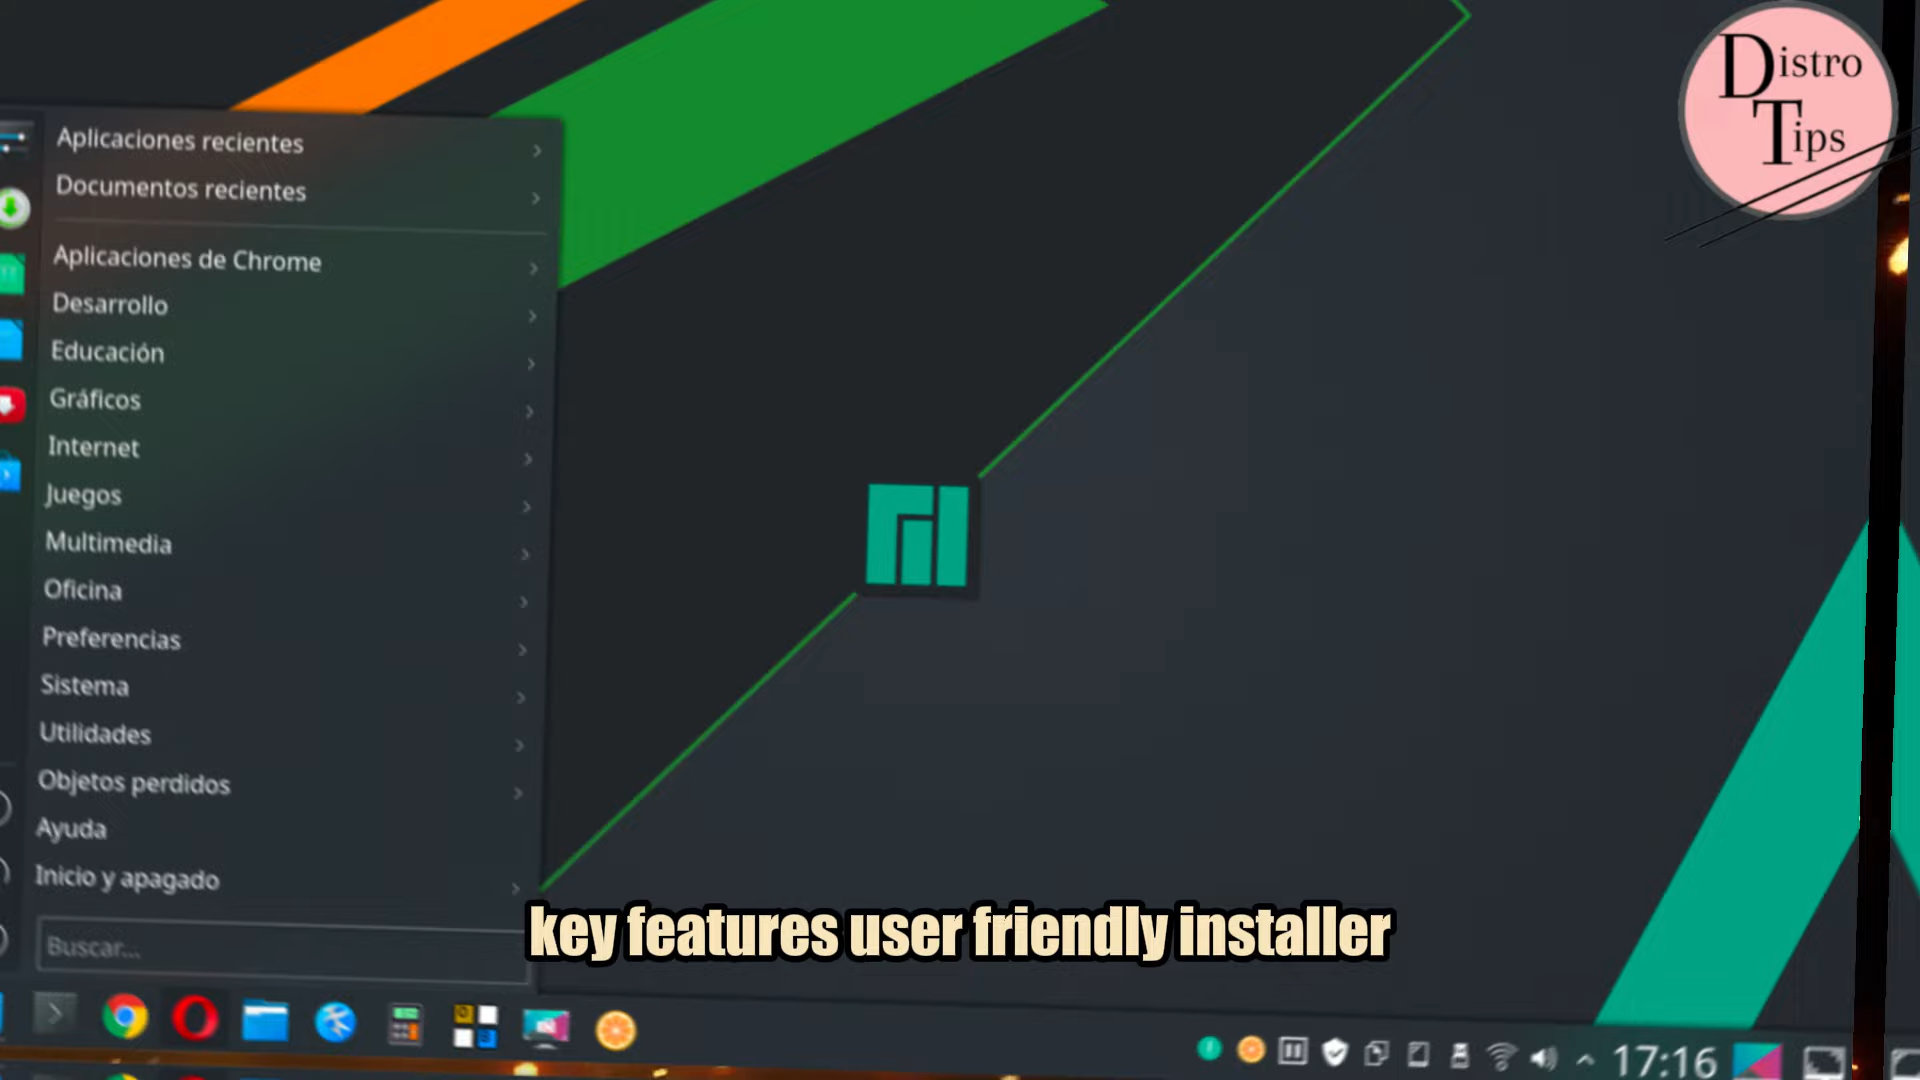 Distro
Tips
Aplicaciones recientes
Documentos recientes
Aplicaciones de Chrome
Desarrollo
Educación
Gráficos
Internet
Juegos
Multimedia
Oficina
Preferencias
Sistema
Utilidades
Objetos perdidos
Ayuda
Inicio y apagado
Buscar...
key features user friendly installer
17:16